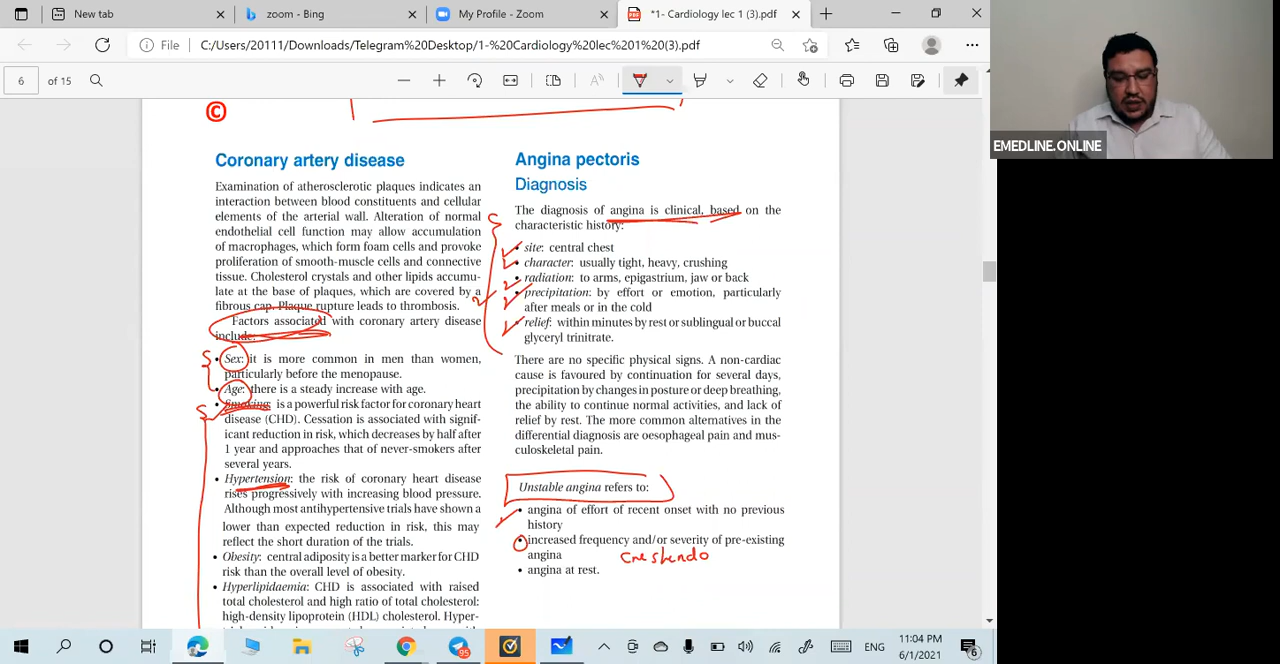 New tab
zoom - Bing
My Profile - Zoom
*1- Cardiology lec 1 (3).pdf
File
C:/Users/20111/Downloads/Telegram%20Desktop/1-%20Cardiology%20lec%201%20(3).pdf
6 of 15
EMEDLINE.ONLINE
©
Coronary artery disease
Examination of atherosclerotic plaques indicates an
interaction between blood constituents and cellular
elements of the arterial wall. Alteration of normal
endothelial cell function may allow accumulation
of macrophages, which form foam cells and provoke
proliferation of smooth-muscle cells and connective
tissue. Cholesterol crystals and other lipids accumu-
late at the base of plaques, which are covered by a
fibrous cap. Plaque rupture leads to thrombosis.
Factors associated with coronary artery disease
include:
• Sex: it is more common in men than women,
particularly before the menopause.
• Age: there is a steady increase with age.
• Smoking: is a powerful risk factor for coronary heart
disease (CHD). Cessation is associated with signif-
icant reduction in risk, which decreases by half after
1 year and approaches that of never-smokers after
several years.
• Hypertension: the risk of coronary heart disease
rises progressively with increasing blood pressure.
Although most antihypertensive trials have shown a
lower than expected reduction in risk, this may
reflect the short duration of the trials.
• Obesity: central adiposity is a better marker for CHD
risk than the overall level of obesity.
• Hyperlipidaemia: CHD is associated with raised
total cholesterol and high ratio of total cholesterol:
high-density lipoprotein (HDL) cholesterol. Hyper-
Angina pectoris
Diagnosis
The diagnosis of angina is clinical, based on the
characteristic history:
• site: central chest
• character: usually tight, heavy, crushing
• radiation: to arms, epigastrium, jaw or back
• precipitation: by effort or emotion, particularly
after meals or in the cold
• relief: within minutes by rest or sublingual or buccal
glyceryl trinitrate.
There are no specific physical signs. A non-cardiac
cause is favoured by continuation for several days,
precipitation by changes in posture or deep breathing,
the ability to continue normal activities, and lack of
relief by rest. The more common alternatives in the
differential diagnosis are oesophageal pain and mus-
culoskeletal pain.
Unstable angina refers to:
• angina of effort of recent onset with no previous
history
• increased frequency and/or severity of pre-existing
angina
• angina at rest.
95
ENG
11:04 PM
6/1/2021
6